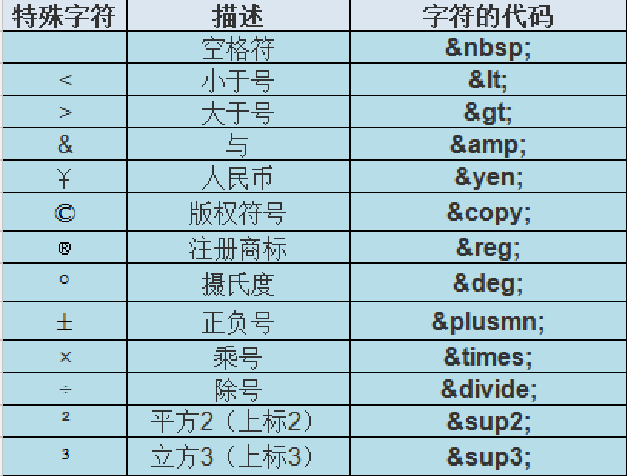 特殊字符 描述 字符的代码
空格符 &nbsp;
< 小于号 &lt;
> 大于号 &gt;
& 与 &amp;
¥ 人民币 &yen;
© 版权符号 &copy;
® 注册商标 &reg;
° 摄氏度 &deg;
± 正负号 &plusmn;
× 乘号 &times;
÷ 除号 &divide;
² 平方2（上标2） &sup2;
³ 立方3（上标3） &sup3;